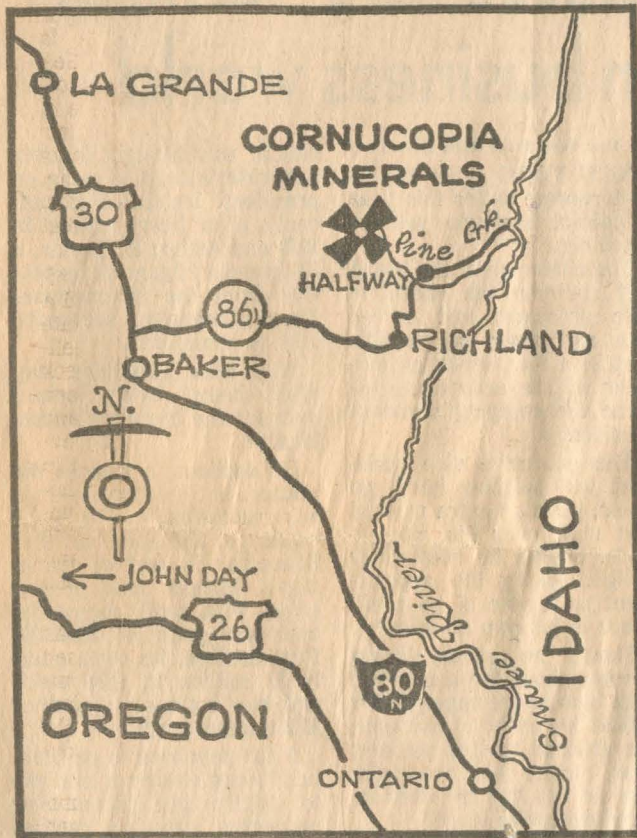 LA GRANDE
CORNUCOPIA
MINERALS
30
Pine Crk.
HALFWAY
86
RICHLAND
BAKER
N.
IDAHO
JOHN DAY
Snake River
26
80
N
OREGON
ONTARIO